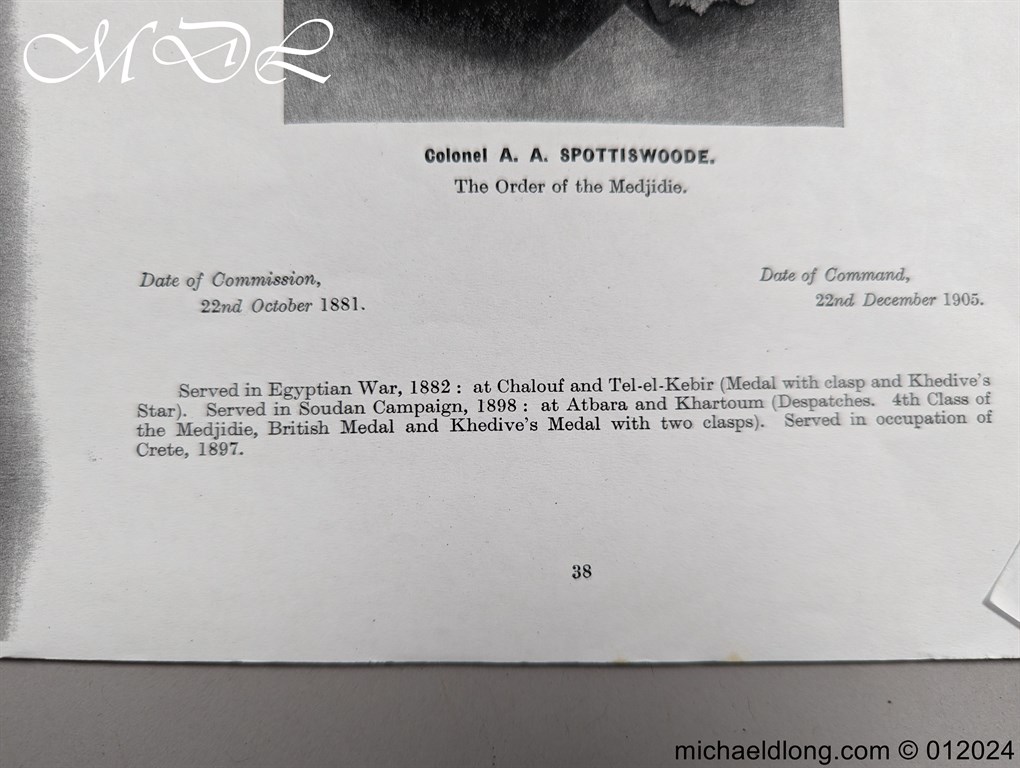 MDL
Colonel A. A. SPOTTISWOODE.
The Order of the Medjidie.
Date of Commission,
22nd October 1881.
Date of Command,
22nd December 1905.
Served in Egyptian War, 1882 : at Chalouf and Tel-el-Kebir (Medal with clasp and Khedive's
Star). Served in Soudan Campaign, 1898 : at Atbara and Khartoum (Despatches. 4th Class of
the Medjidie, British Medal and Khedive's Medal with two clasps). Served in occupation of
Crete, 1897.
38
michaeldlong.com © 012024